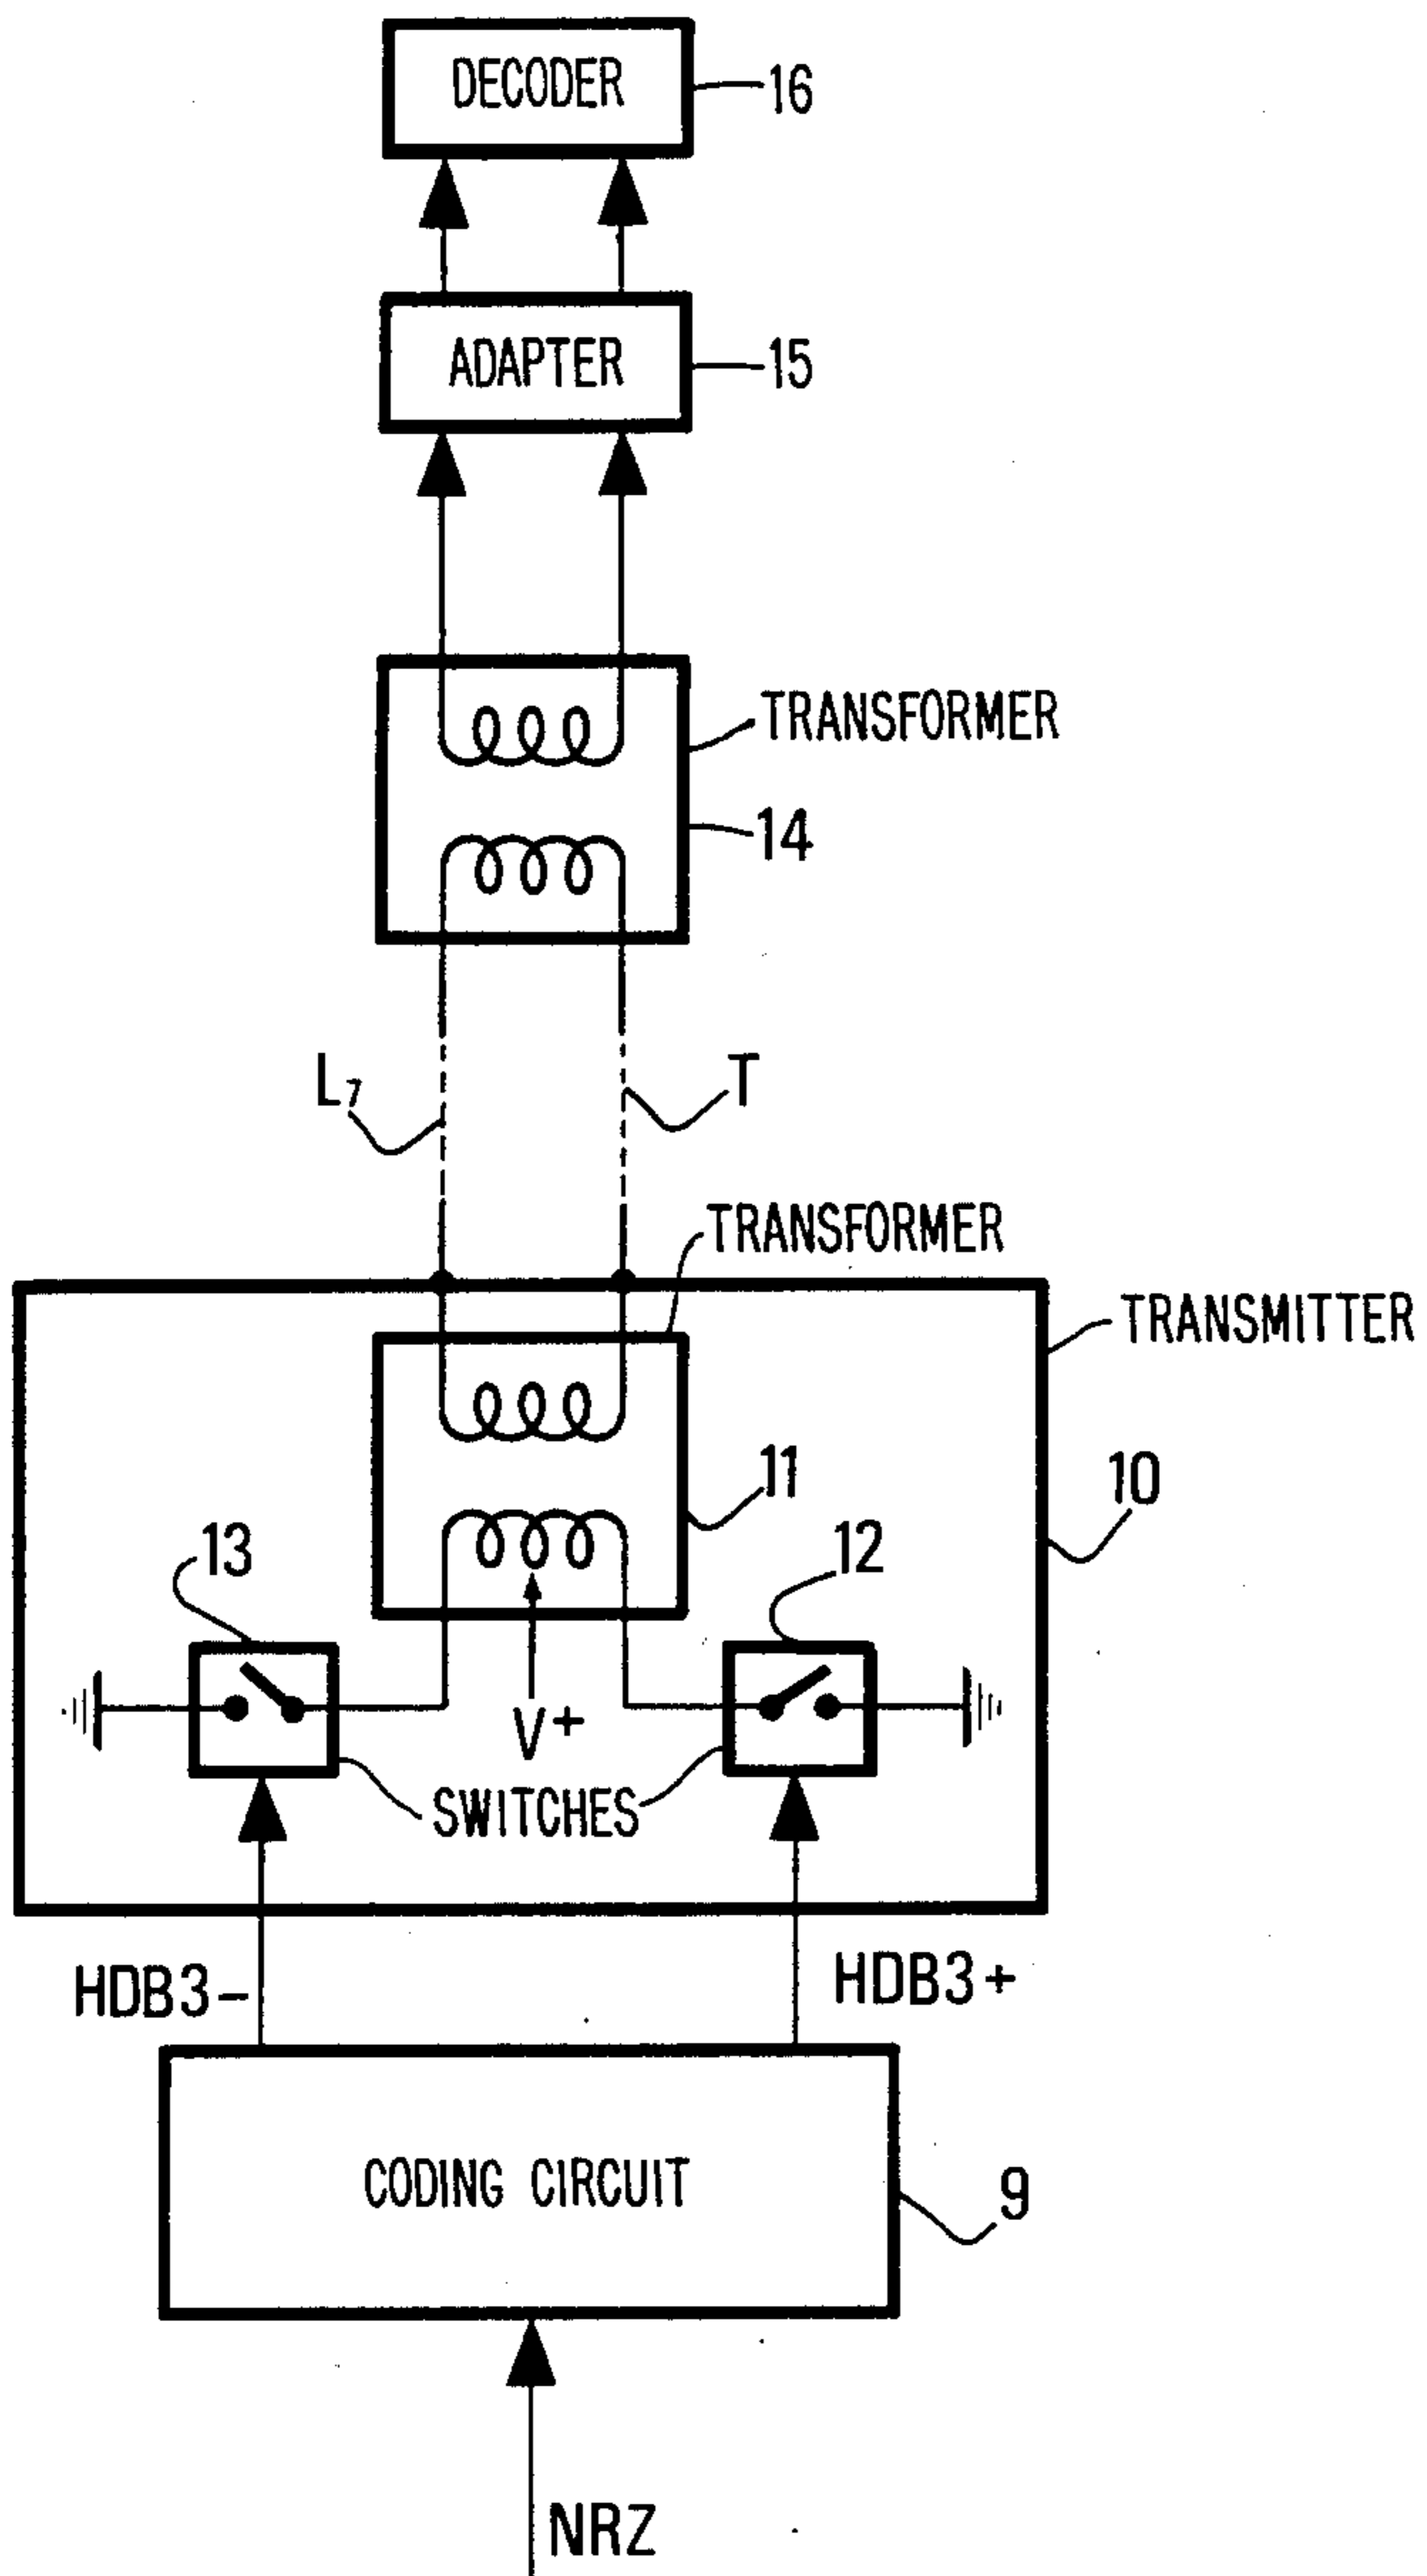 DECODER
16
ADAPTER
15
TRANSFORMER
14
L7
T
TRANSFORMER
TRANSMITTER
11
10
13
12
V+
SWITCHES
HDB3-
HDB3+
CODING CIRCUIT
9
NRZ